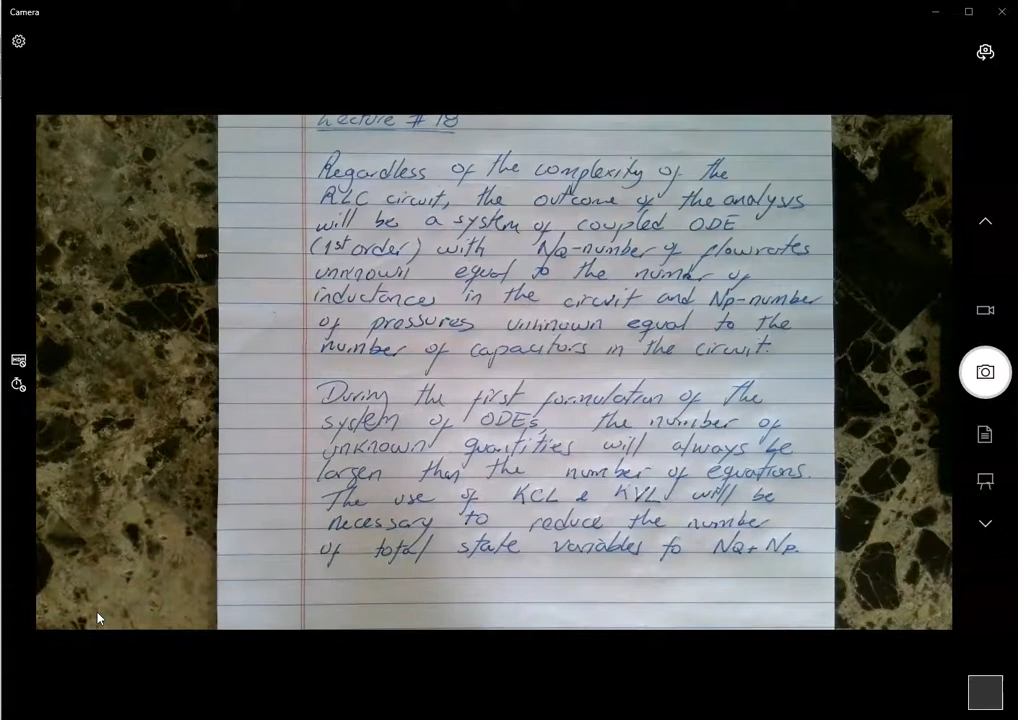 Camera
Lecture # 18
Regardless of the complexity of the
RLC circuit, the outcome of the analysis
will be a system of coupled ODE
(1st order) with NQ-number of flowrates
unknown equal to the numer of
inductances in the circuit and Np-number
of pressures unknown equal to the
number of capacitors in the circuit.
During the first formulation of the
system of ODEs, the number of
unknown quantities will always be
larger than the number of equations.
The use of KCL & KVL will be
necessary to reduce the number
of total state variables to NQ+Np.